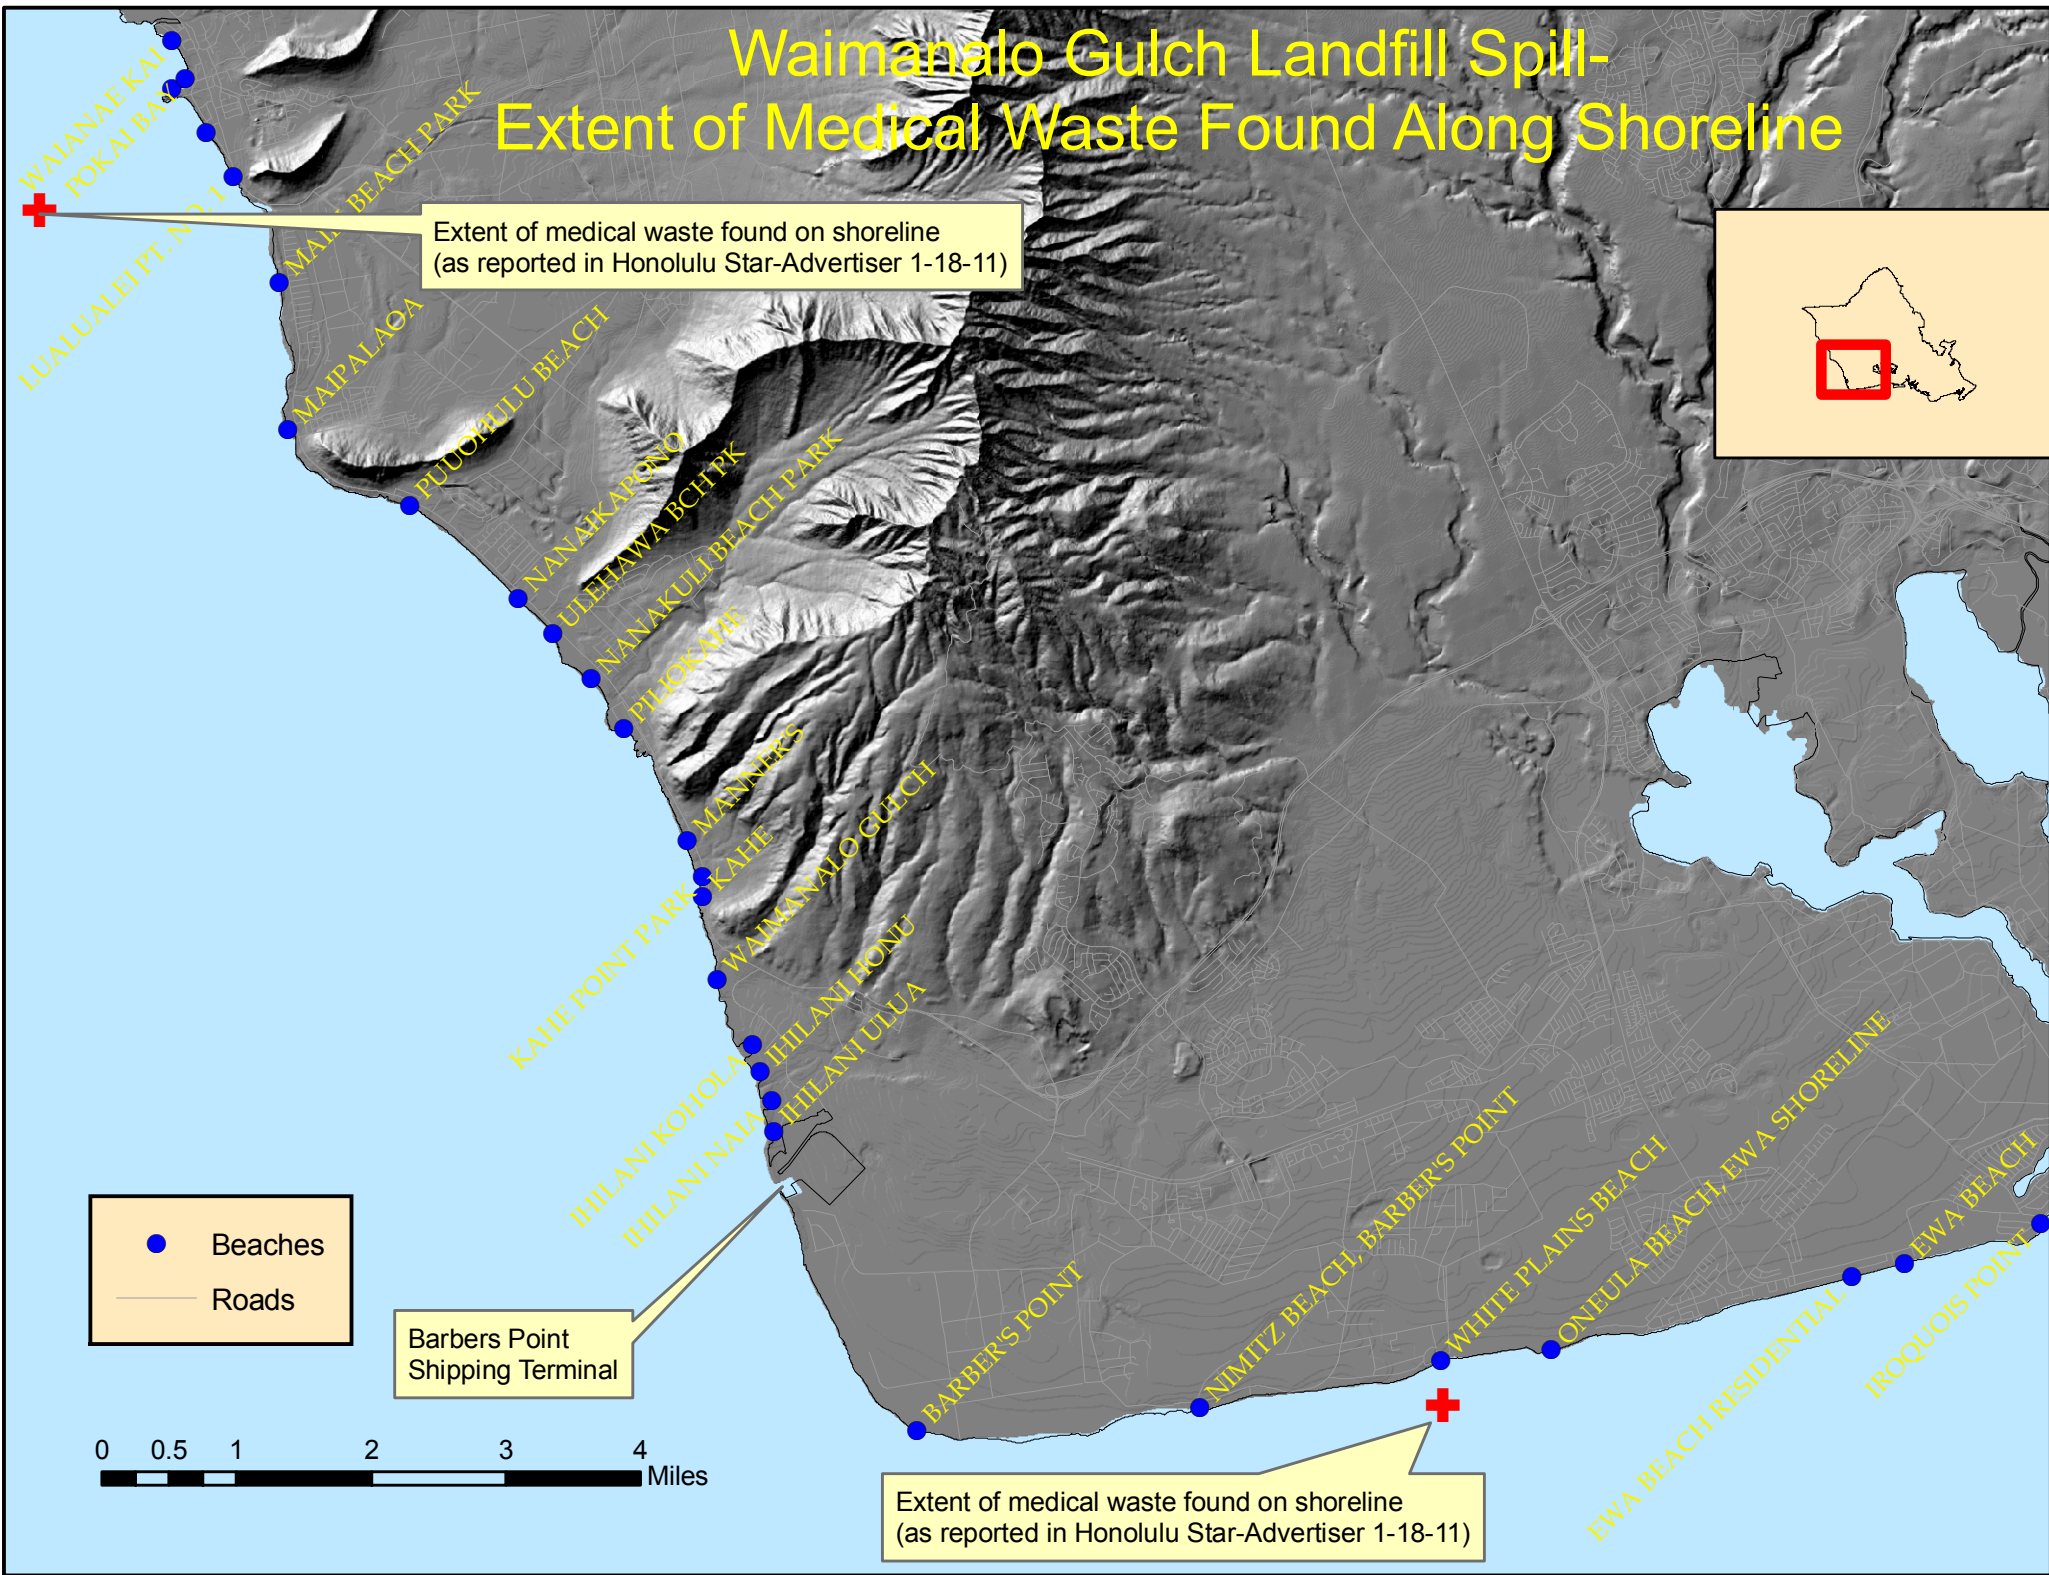 Waimanalo Gulch Landfill Spill-
Extent of Medical Waste Found Along Shoreline
WAIANAE KAI
POKAI BAY
LUALUALEI PT. NO. 1
MAILI BEACH PARK
Extent of medical waste found on shoreline
(as reported in Honolulu Star-Advertiser 1-18-11)
MAIPALAOA
PUUOHULU BEACH
NANAIKAPONO
ULEHAWA BCH PK
NANAKULI BEACH PARK
PILIOKAHE
MANNER'S
KAHE
KAHE POINT PARK
WAIMANALO GULCH
IHILANI KOHOLA
IHILANI HONU
IHILANI NAIA
IHILANI ULUA
Beaches
Roads
Barbers Point
Shipping Terminal
BARBER'S POINT
NIMITZ BEACH, BARBER'S POINT
WHITE PLAINS BEACH
ONEULA BEACH, EWA SHORELINE
EWA BEACH RESIDENTIAL
EWA BEACH
IROQUOIS POINT
0 0.5 1 2 3 4
Miles
Extent of medical waste found on shoreline
(as reported in Honolulu Star-Advertiser 1-18-11)